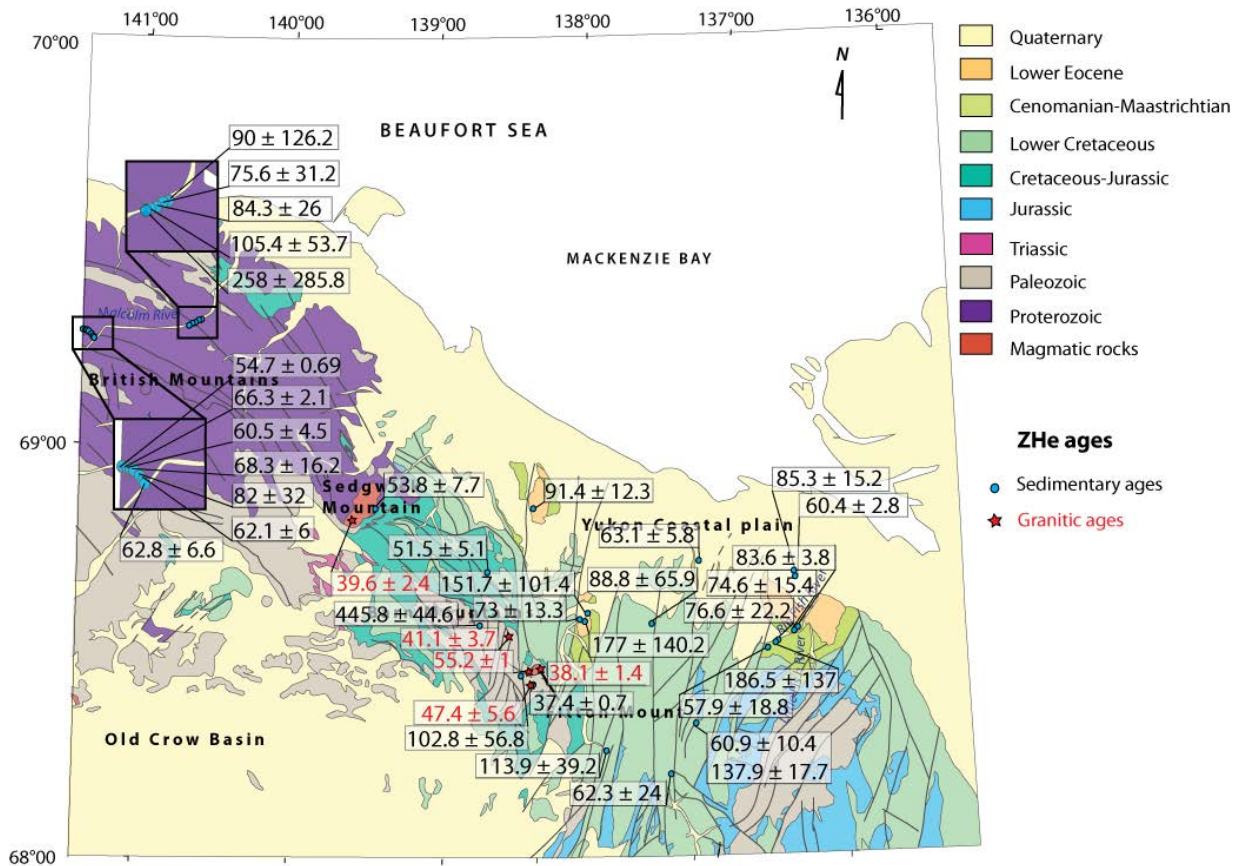 141°00 140°00 139°00 138°00 137°00 136°00
70°00
N
BEAUFORT SEA
MACKENZIE BAY
90 ± 126.2
75.6 ± 31.2
84.3 ± 26
105.4 ± 53.7
258 ± 285.8
Malcolm River
British Mountains
54.7 ± 0.69
66.3 ± 2.1
60.5 ± 4.5
68.3 ± 16.2
82 ± 32
62.1 ± 6
62.8 ± 6.6
69°00
Mountain
53.8 ± 7.7
91.4 ± 12.3
85.3 ± 15.2
60.4 ± 2.8
Yukon Coastal plain
63.1 ± 5.8
51.5 ± 5.1
83.6 ± 3.8
39.6 ± 2.4
151.7 ± 101.4
88.8 ± 65.9
74.6 ± 15.4
445.8 ± 44.6
73 ± 13.3
76.6 ± 22.2
41.1 ± 3.7
177 ± 140.2
55.2 ± 1
38.1 ± 1.4
186.5 ± 137
37.4 ± 0.7
57.9 ± 18.8
47.4 ± 5.6
102.8 ± 56.8
60.9 ± 10.4
113.9 ± 39.2
137.9 ± 17.7
62.3 ± 24
Old Crow Basin
68°00
Quaternary
Lower Eocene
Cenomanian-Maastrichtian
Lower Cretaceous
Cretaceous-Jurassic
Jurassic
Triassic
Paleozoic
Proterozoic
Magmatic rocks
ZHe ages
Sedimentary ages
Granitic ages